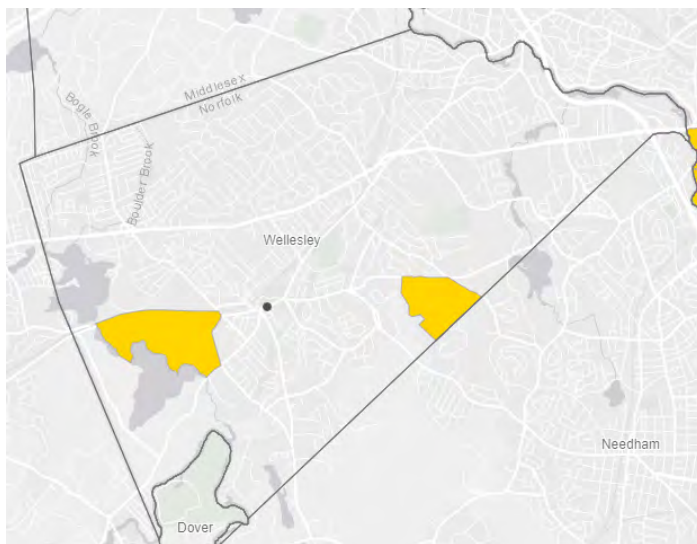 Middlesex
Norfolk
Bogle Brook
Boulder Brook
Wellesley
Needham
Dover